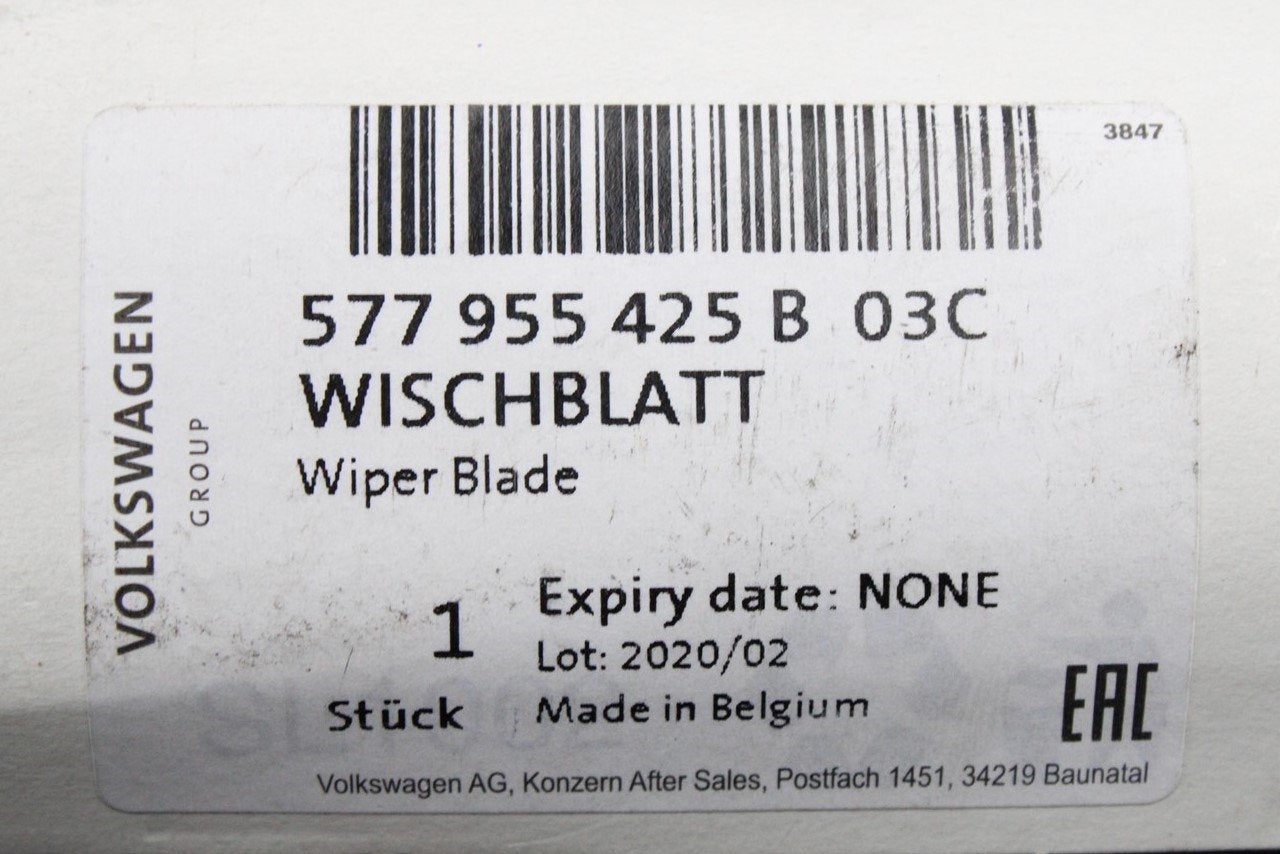 3847
577 955 425 B 03C
WISCHBLATT
Wiper Blade
VOLKSWAGEN
GROUP
1
Stück
Expiry date: NONE
Lot: 2020/02
Made in Belgium
EAC
Volkswagen AG, Konzern After Sales, Postfach 1451, 34219 Baunatal